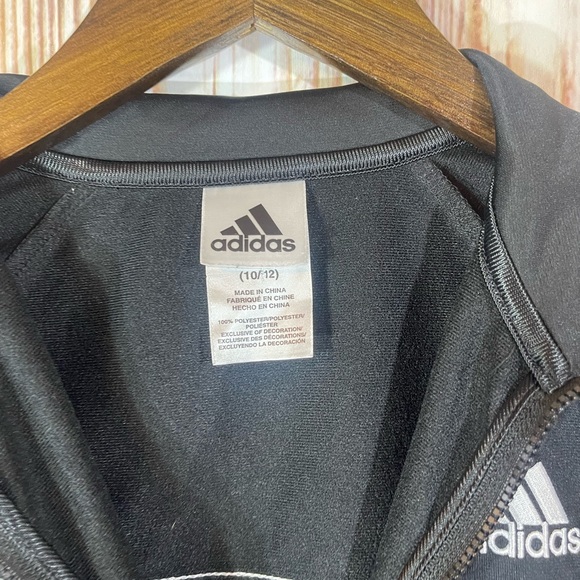 adidas
(10/12)
MADE IN CHINA
FABRIQUÉ EN CHINE
HECHO EN CHINA
100% POLYESTER/POLYESTER/
POLIÉSTER
EXCLUSIVE OF DECORATION/
EXCLUSIVE DES DÉCORATIONS/
EXCLUYENDO LA DECORACIÓN
adidas